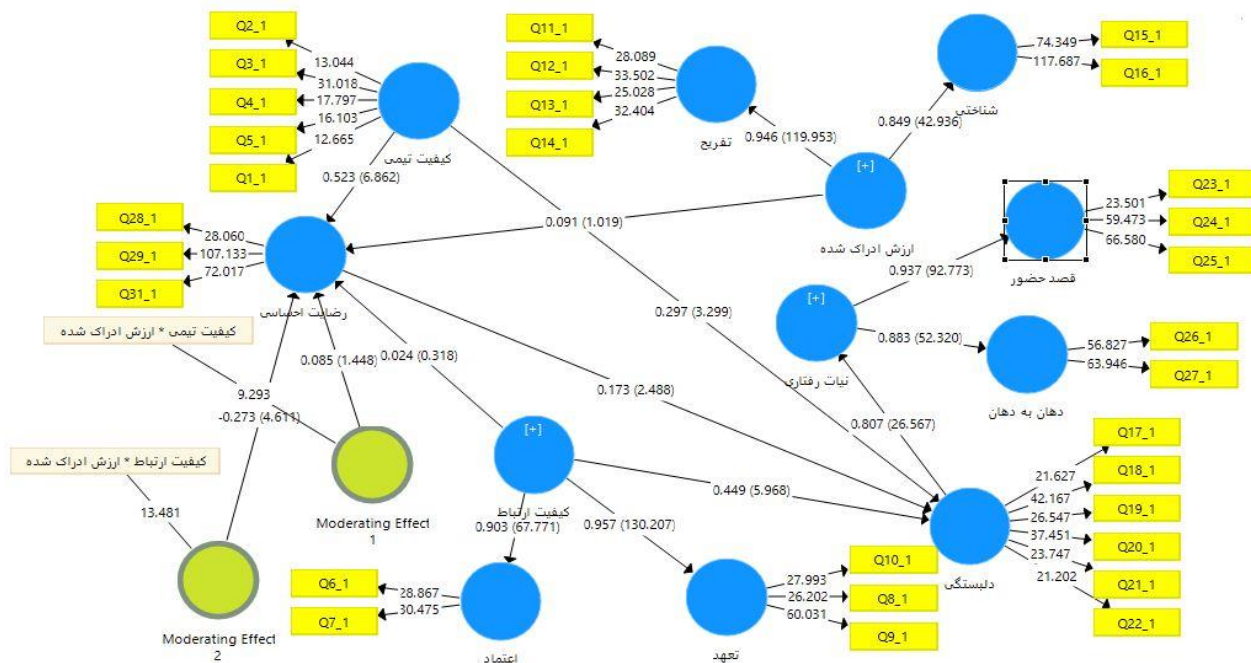 Q2_1
Q3_1
Q4_1
Q5_1
Q1_1
13.044
31.018
17.797
16.103
12.665
کیفیت تیمی
Q11_1
Q12_1
Q13_1
Q14_1
28.089
33.502
25.028
32.404
تفریح
0.946 (119.953)
شناختی
74.349
117.687
Q15_1
Q16_1
0.849 (42.936)
[+]
ارزش ادراک شده
0.523 (6.862)
0.091 (1.019)
Q28_1
Q29_1
Q31_1
28.060
107.133
72.017
رضایت احساسی
0.297 (3.299)
قصد حضور
23.501
59.473
66.580
Q23_1
Q24_1
Q25_1
0.937 (92.773)
[+]
نیات رفتاری
0.883 (52.320)
دهان به دهان
56.827
63.946
Q26_1
Q27_1
کیفیت تیمی * ارزش ادراک شده
9.293
0.085 (1.448)
0.024 (0.318)
-0.273 (4.611)
0.173 (2.488)
0.807 (26.567)
کیفیت ارتباط * ارزش ادراک شده
13.481
Moderating Effect
1
Moderating Effect
2
[+]
کیفیت ارتباط
0.449 (5.968)
0.903 (67.771)
0.957 (130.207)
Q6_1
Q7_1
28.867
30.475
اعتماد
تعهد
27.993
26.202
60.031
Q10_1
Q8_1
Q9_1
دلبستگی
21.627
42.167
26.547
37.451
23.747
21.202
Q17_1
Q18_1
Q19_1
Q20_1
Q21_1
Q22_1